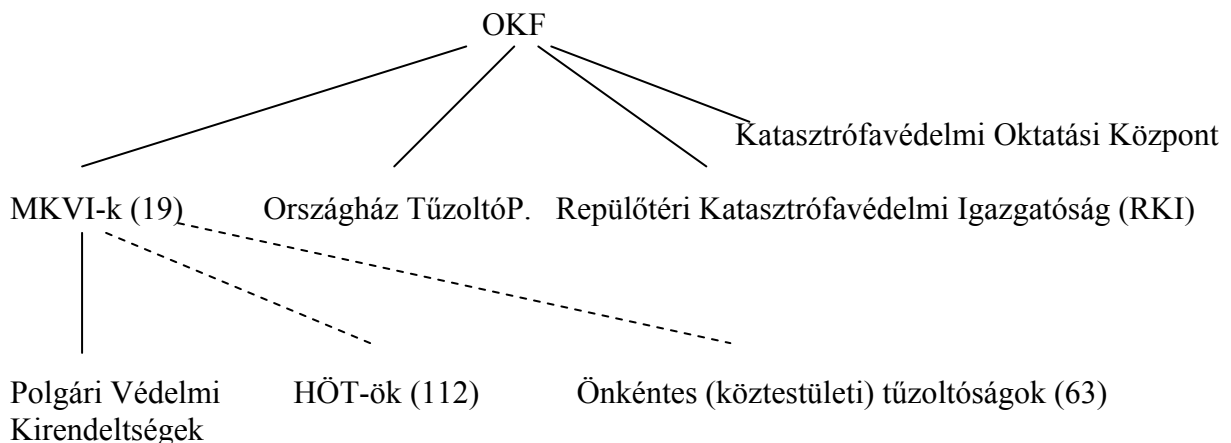 OKF
Katasztrófavédelmi Oktatási Központ
MKVI-k (19)
Országház TűzoltóP.
Repülőtéri Katasztrófavédelmi Igazgatóság (RKI)
Polgári Védelmi
Kirendeltségek
HÖT-ök (112)
Önkéntes (köztestületi) tűzoltóságok (63)